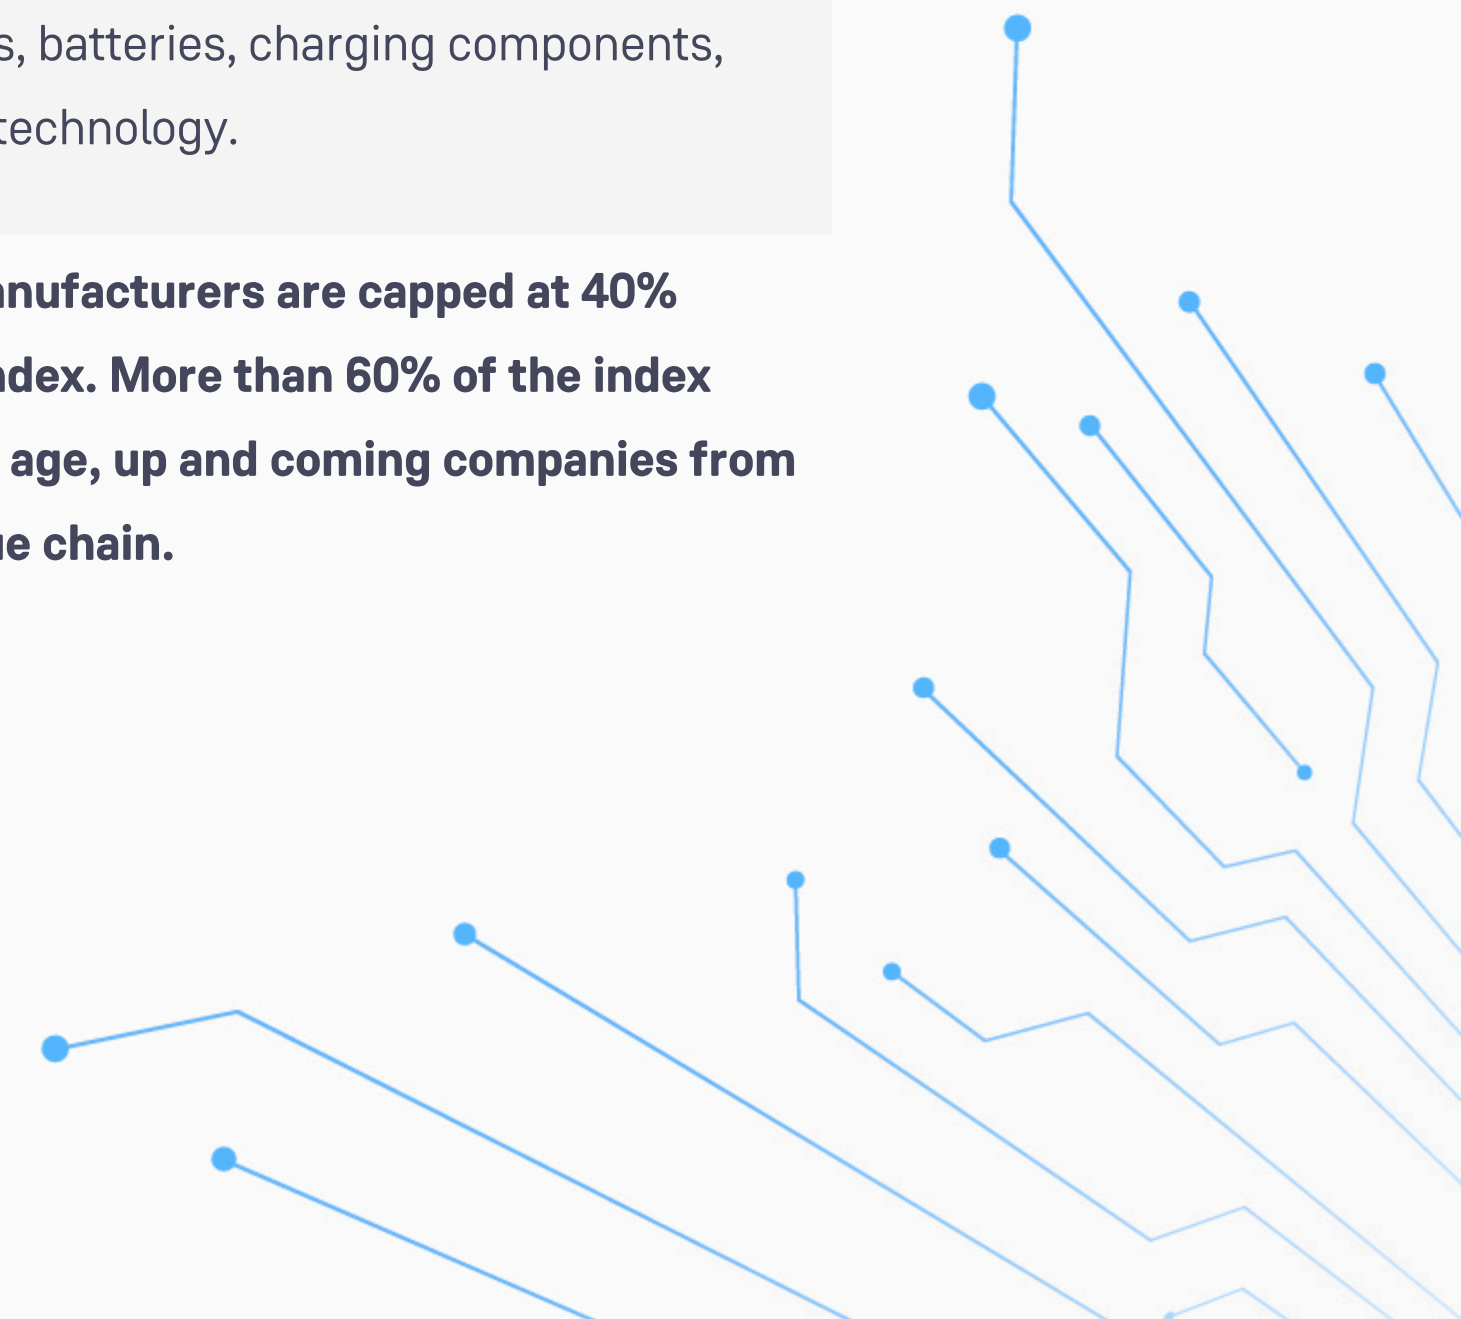 s, batteries, charging components,
technology.
anufacturers are capped at 40%
ndex. More than 60% of the index
age, up and coming companies from
ue chain.